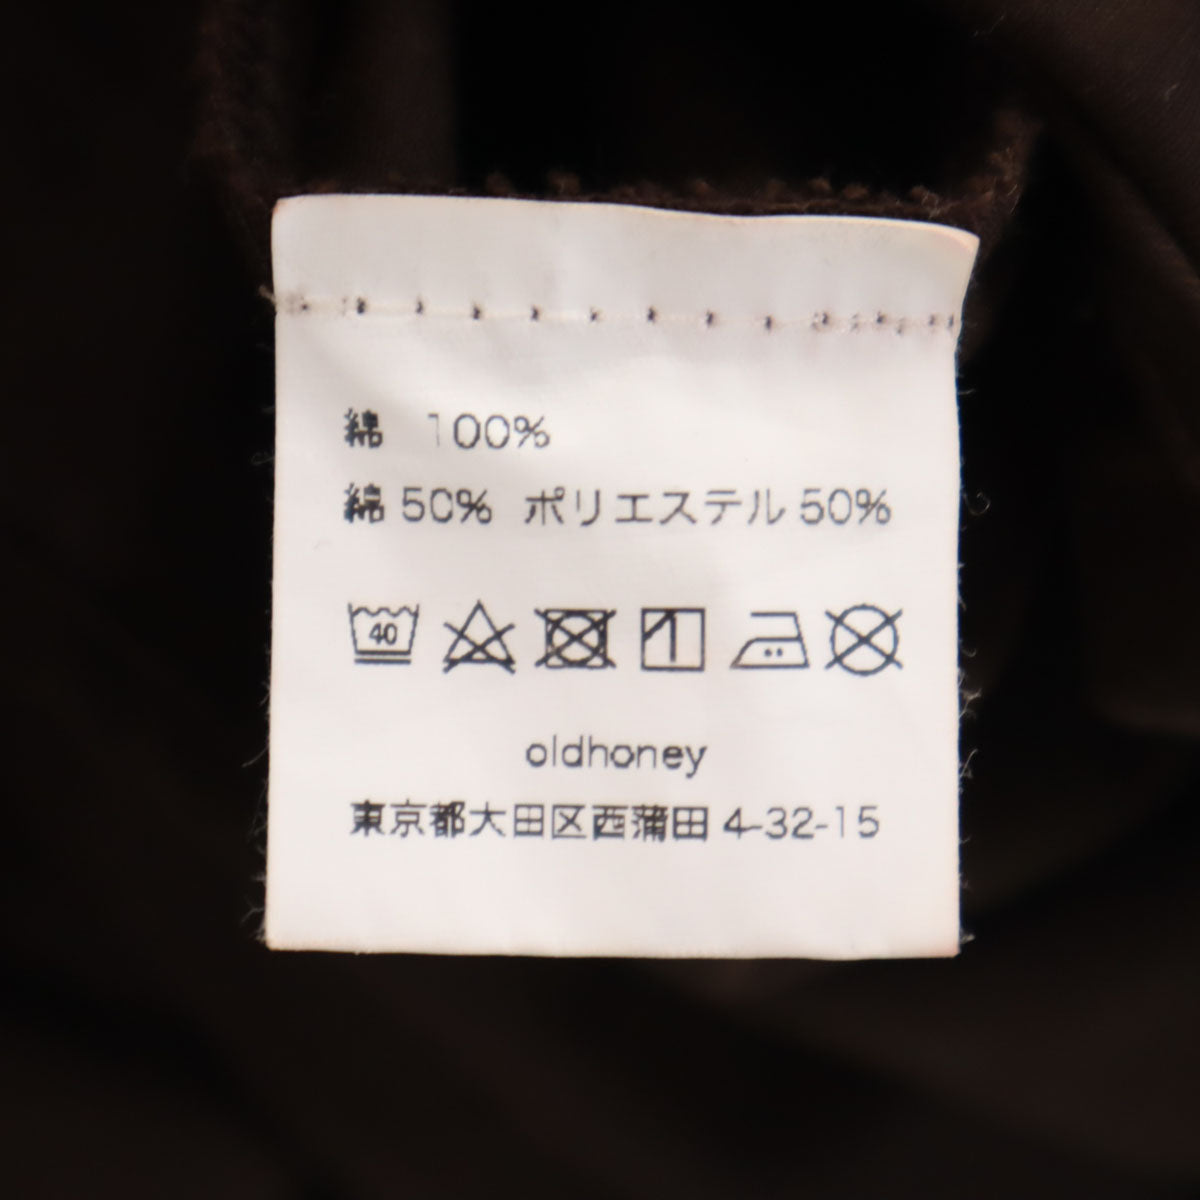 綿 100%
綿 50% ポリエステル 50%
40
oldhoney
東京都大田区西蒲田 4-32-15